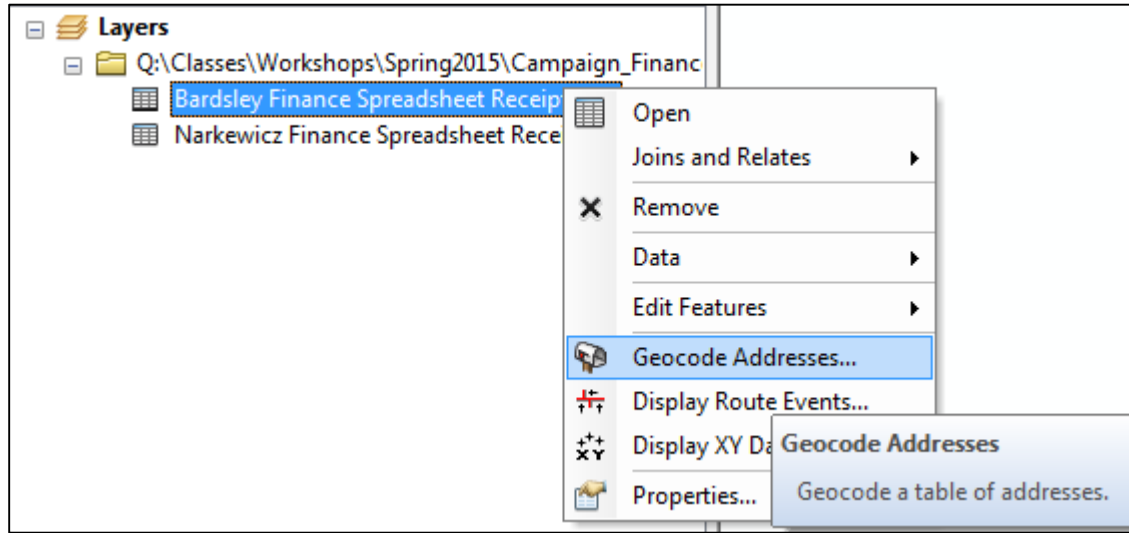 Layers
Q:\Classes\Workshops\Spring2015\Campaign_Financ
Bardsley Finance Spreadsheet Receip
Narkewicz Finance Spreadsheet Rece
Open
Joins and Relates
Remove
Data
Edit Features
Geocode Addresses...
Display Route Events...
Display XY Da
Properties...
Geocode Addresses
Geocode a table of addresses.